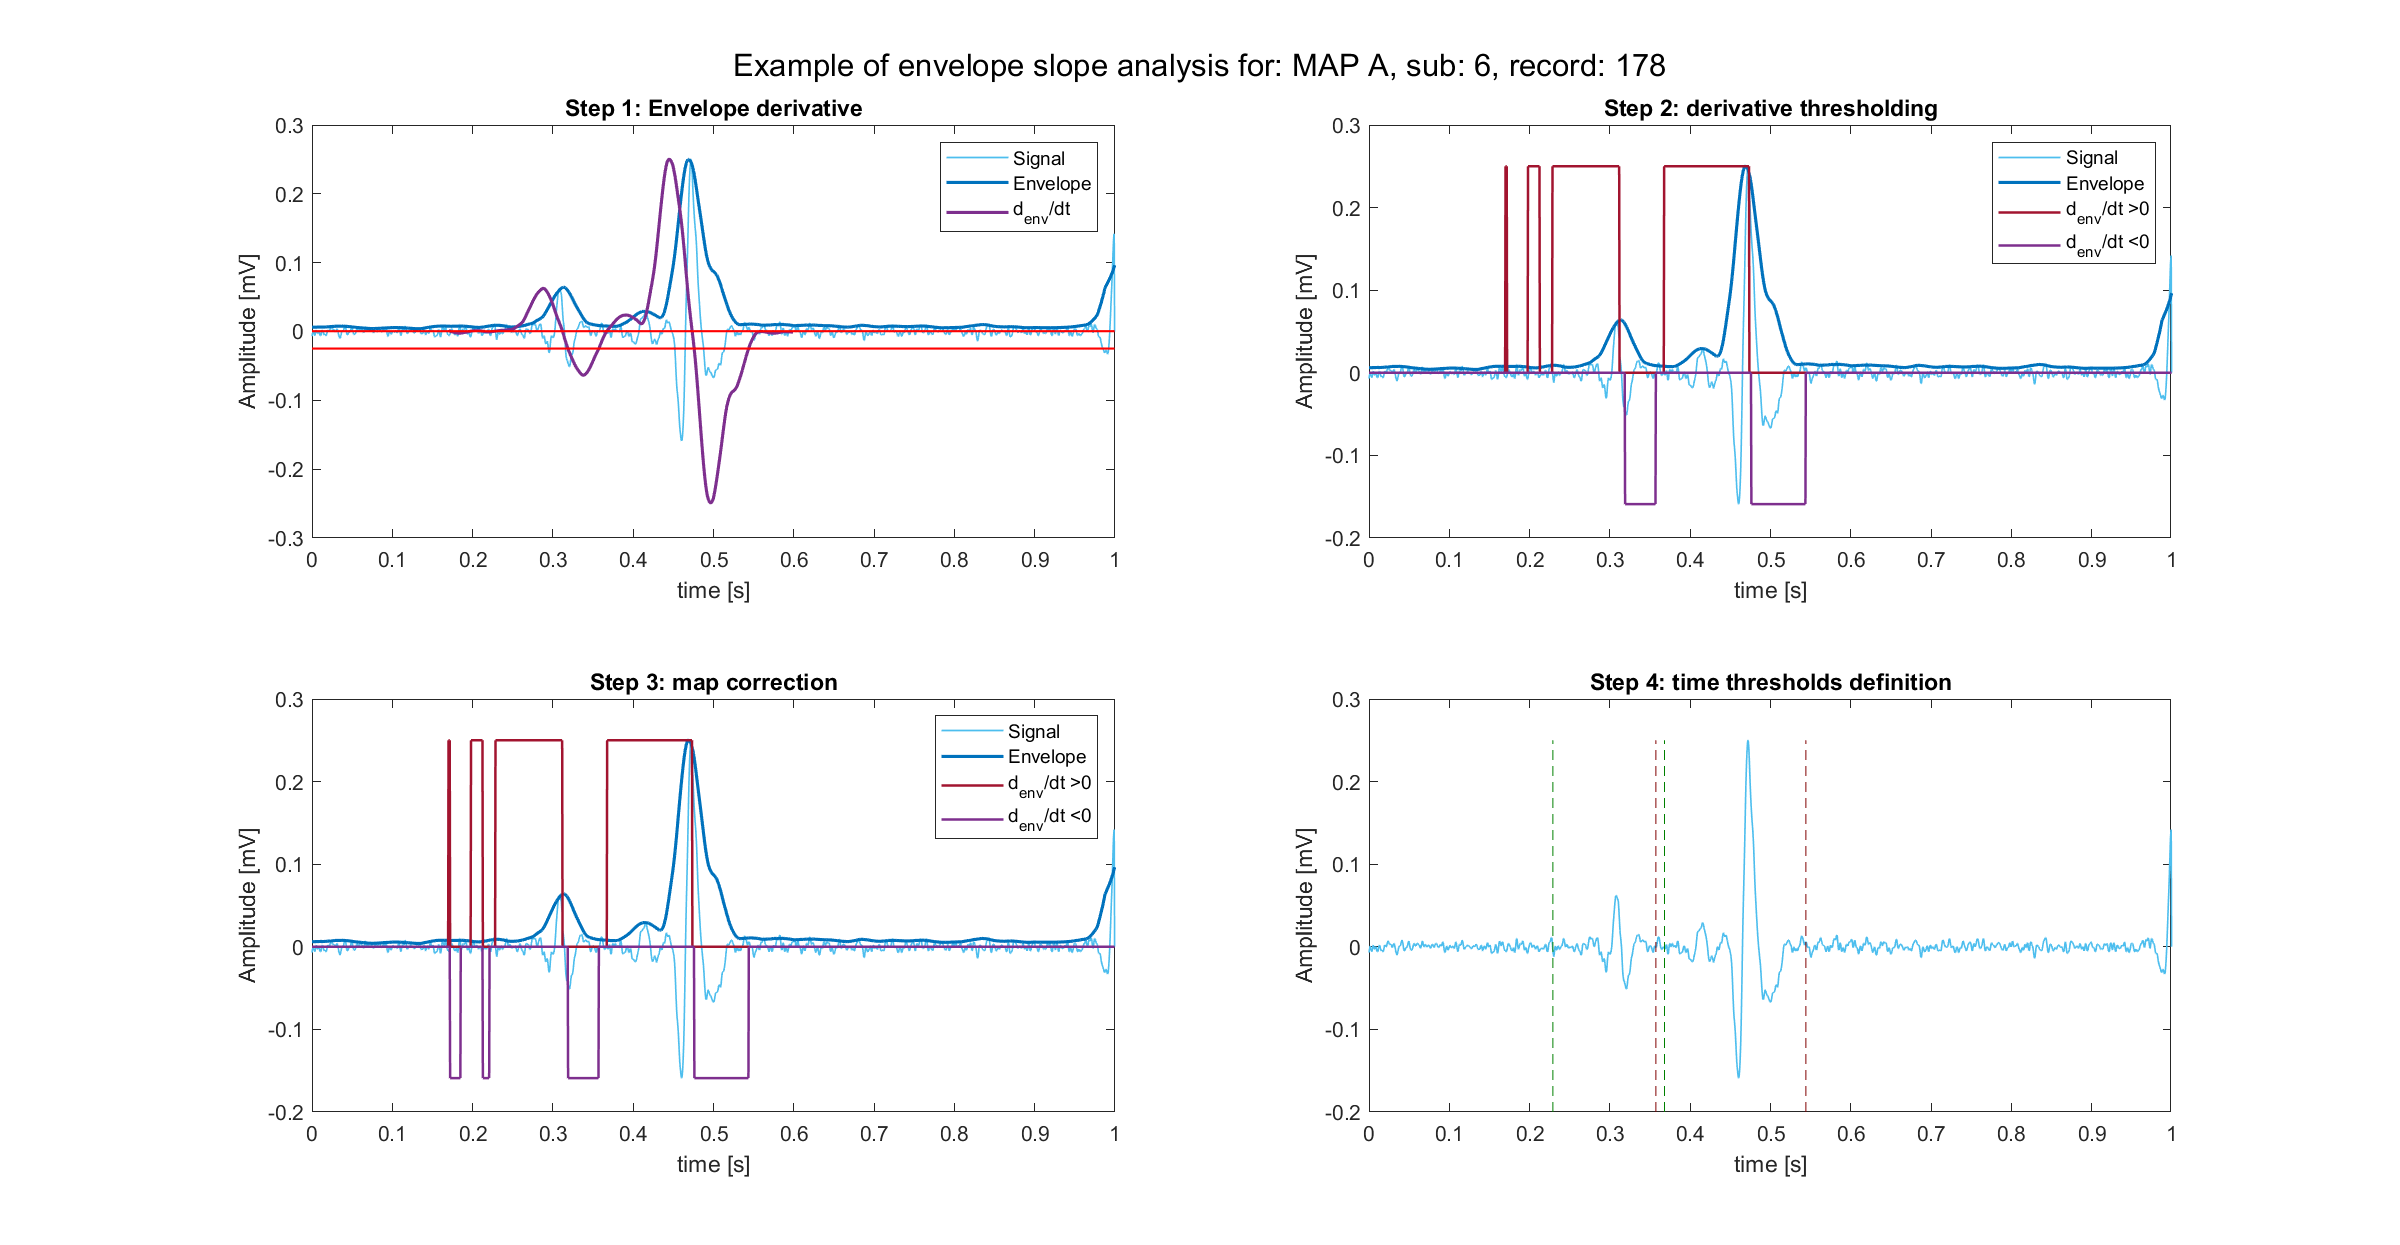 Example of envelope slope analysis for: MAP A, sub: 6, record: 178
Step 1: Envelope derivative
0.3
0.2
0.1
0
-0.1
-0.2
-0.3
Amplitude [mV]
0 0.1 0.2 0.3 0.4 0.5 0.6 0.7 0.8 0.9 1
time [s]
Signal
Envelope
d_env/dt
Step 2: derivative thresholding
0.3
0.2
0.1
0
-0.1
-0.2
Amplitude [mV]
0 0.1 0.2 0.3 0.4 0.5 0.6 0.7 0.8 0.9 1
time [s]
Signal
Envelope
d_env/dt >0
d_env/dt <0
Step 3: map correction
0.3
0.2
0.1
0
-0.1
-0.2
Amplitude [mV]
0 0.1 0.2 0.3 0.4 0.5 0.6 0.7 0.8 0.9 1
time [s]
Signal
Envelope
d_env/dt >0
d_env/dt <0
Step 4: time thresholds definition
0.3
0.2
0.1
0
-0.1
-0.2
Amplitude [mV]
0 0.1 0.2 0.3 0.4 0.5 0.6 0.7 0.8 0.9 1
time [s]